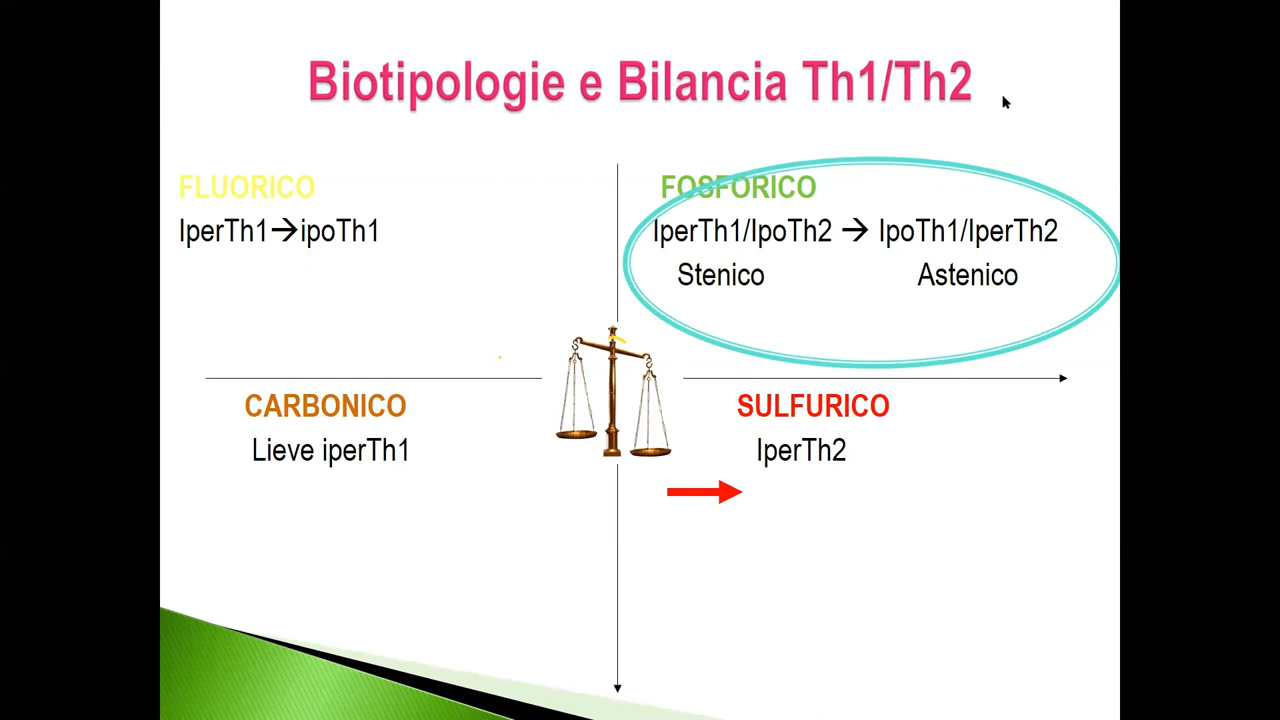 Biotipologie e Bilancia Th1/Th2
FLUORICO
IperTh1→ipoTh1
FOSFORICO
IperTh1/IpoTh2 → IpoTh1/IperTh2
Stenico Astenico
CARBONICO
Lieve iperTh1
SULFURICO
IperTh2